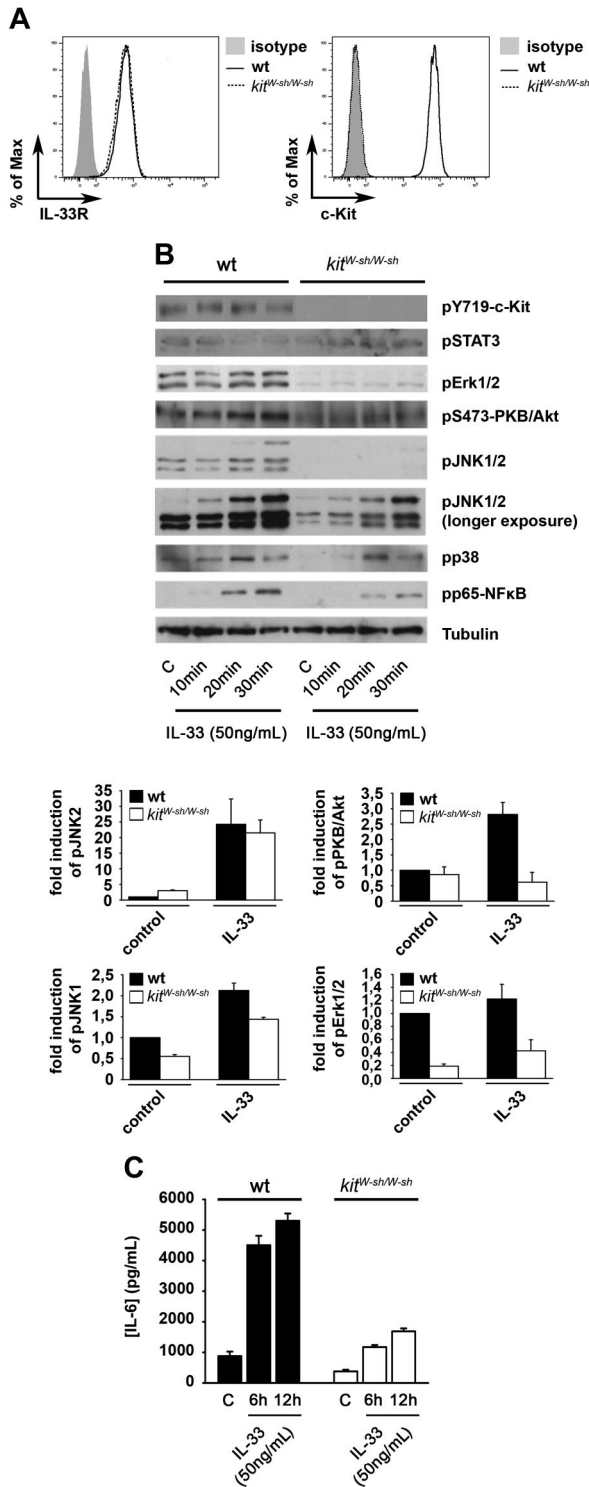 A
isotype
wt
kitW-sh/W-sh
% of Max
IL-33R
isotype
wt
kitW-sh/W-sh
% of Max
c-Kit
B
wt
kitW-sh/W-sh
pY719-c-Kit
pSTAT3
pErk1/2
pS473-PKB/Akt
pJNK1/2
pJNK1/2
(longer exposure)
pp38
pp65-NFκB
Tubulin
C 10min 20min 30min C 10min 20min 30min
IL-33 (50ng/mL) IL-33 (50ng/mL)
fold induction
of pJNK2
35
30
25
20
15
10
5
0
wt
kitW-sh/W-sh
control
IL-33
fold induction
of pPKB/Akt
3,5
3,0
2,5
2,0
1,5
1,0
0,5
0,0
wt
kitW-sh/W-sh
control
IL-33
fold induction
of pJNK1
2,5
2,0
1,5
1,0
0,5
0,0
wt
kitW-sh/W-sh
control
IL-33
fold induction
of pErk1/2
1,6
1,4
1,2
1,0
0,8
0,6
0,4
0,2
0,0
wt
kitW-sh/W-sh
control
IL-33
C
wt
kitW-sh/W-sh
[IL-6] (pg/mL)
6000
5000
4000
3000
2000
1000
0
C 6h 12h C 6h 12h
IL-33
(50ng/mL)
IL-33
(50ng/mL)